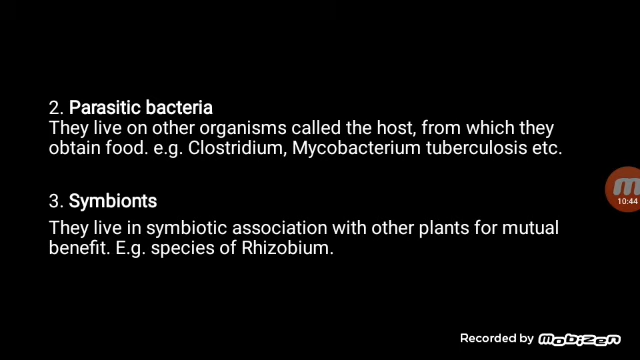 2. Parasitic bacteria
They live on other organisms called the host, from which they
obtain food. e.g. Clostridium, Mycobacterium tuberculosis etc.
3. Symbionts
They live in symbiotic association with other plants for mutual
benefit. E.g. species of Rhizobium.
10:44
Recorded by mobizen